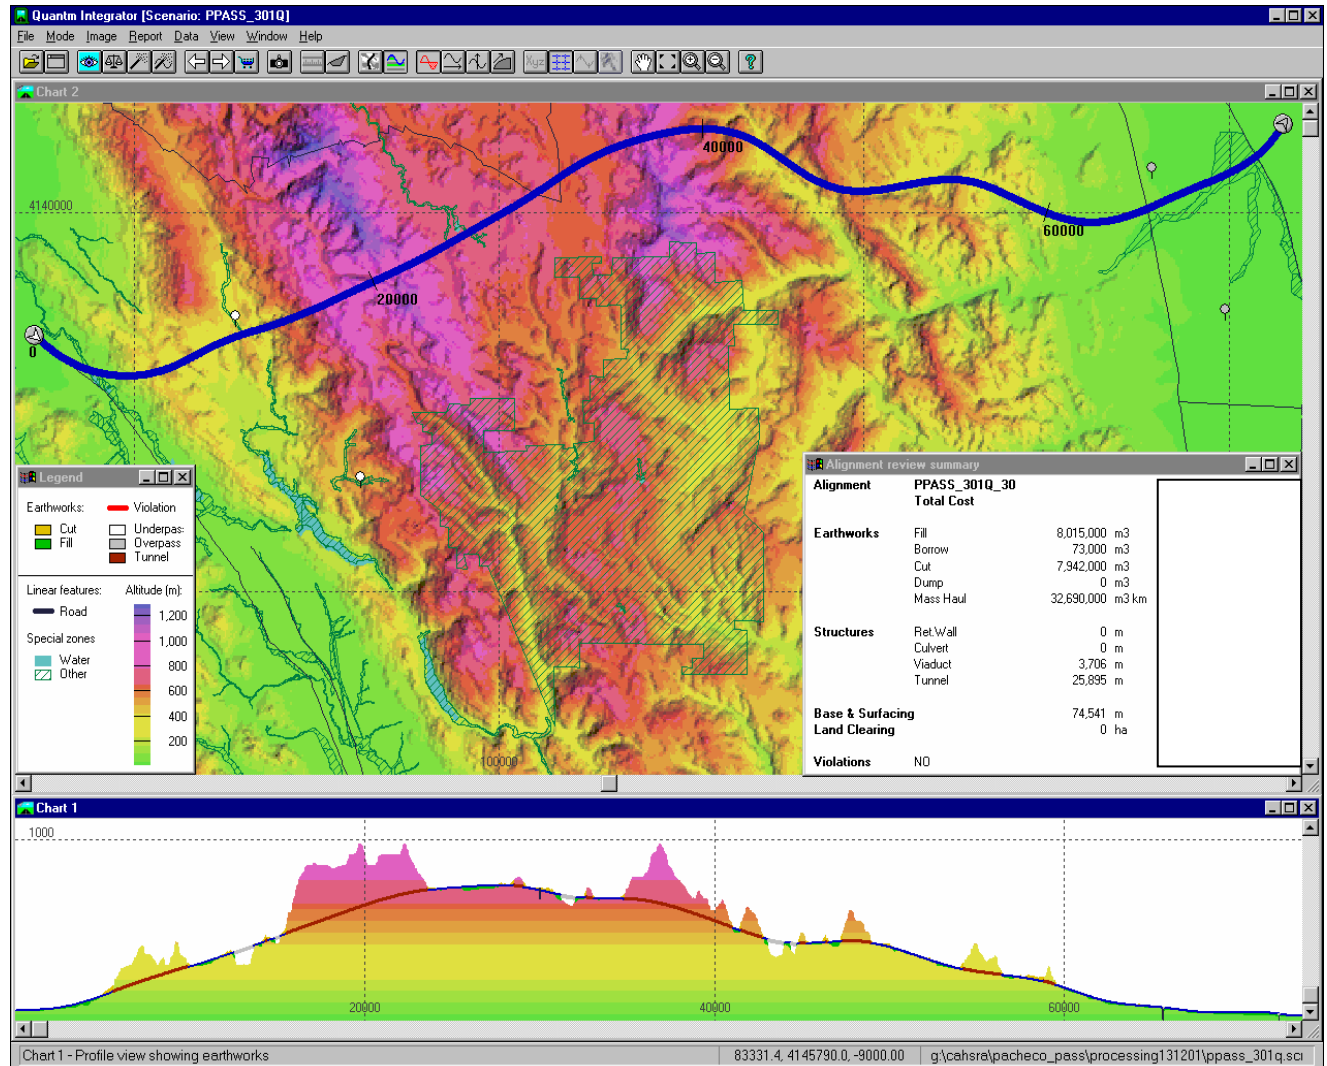 Quantm Integrator [Scenario: PPASS_301Q]
File Mode Image Report Data View Window Help
Xyz
?
Chart 2
4140000
0
20000
40000
60000
100000
Legend
Earthworks:
Violation
Cut
Fill
Underpas:
Overpass
Tunnel
Linear features:
Altitude (m):
Road
Special zones
Water
Other
1,200
1,000
800
600
400
200
Alignment review summary
Alignment PPASS_301Q_30
Total Cost
Earthworks Fill 8,015,000 m3
Borrow 73,000 m3
Cut 7,942,000 m3
Dump 0 m3
Mass Haul 32,690,000 m3 km
Structures Ret.Wall 0 m
Culvert 0 m
Viaduct 3,706 m
Tunnel 25,895 m
Base & Surfacing 74,541 m
Land Clearing 0 ha
Violations NO
Chart 1
1000
20000 40000 60000
Chart 1 - Profile view showing earthworks 83331.4, 4145790.0, -9000.00 g:\cahsra\pacheco_pass\processing131201\ppass_301q.sci